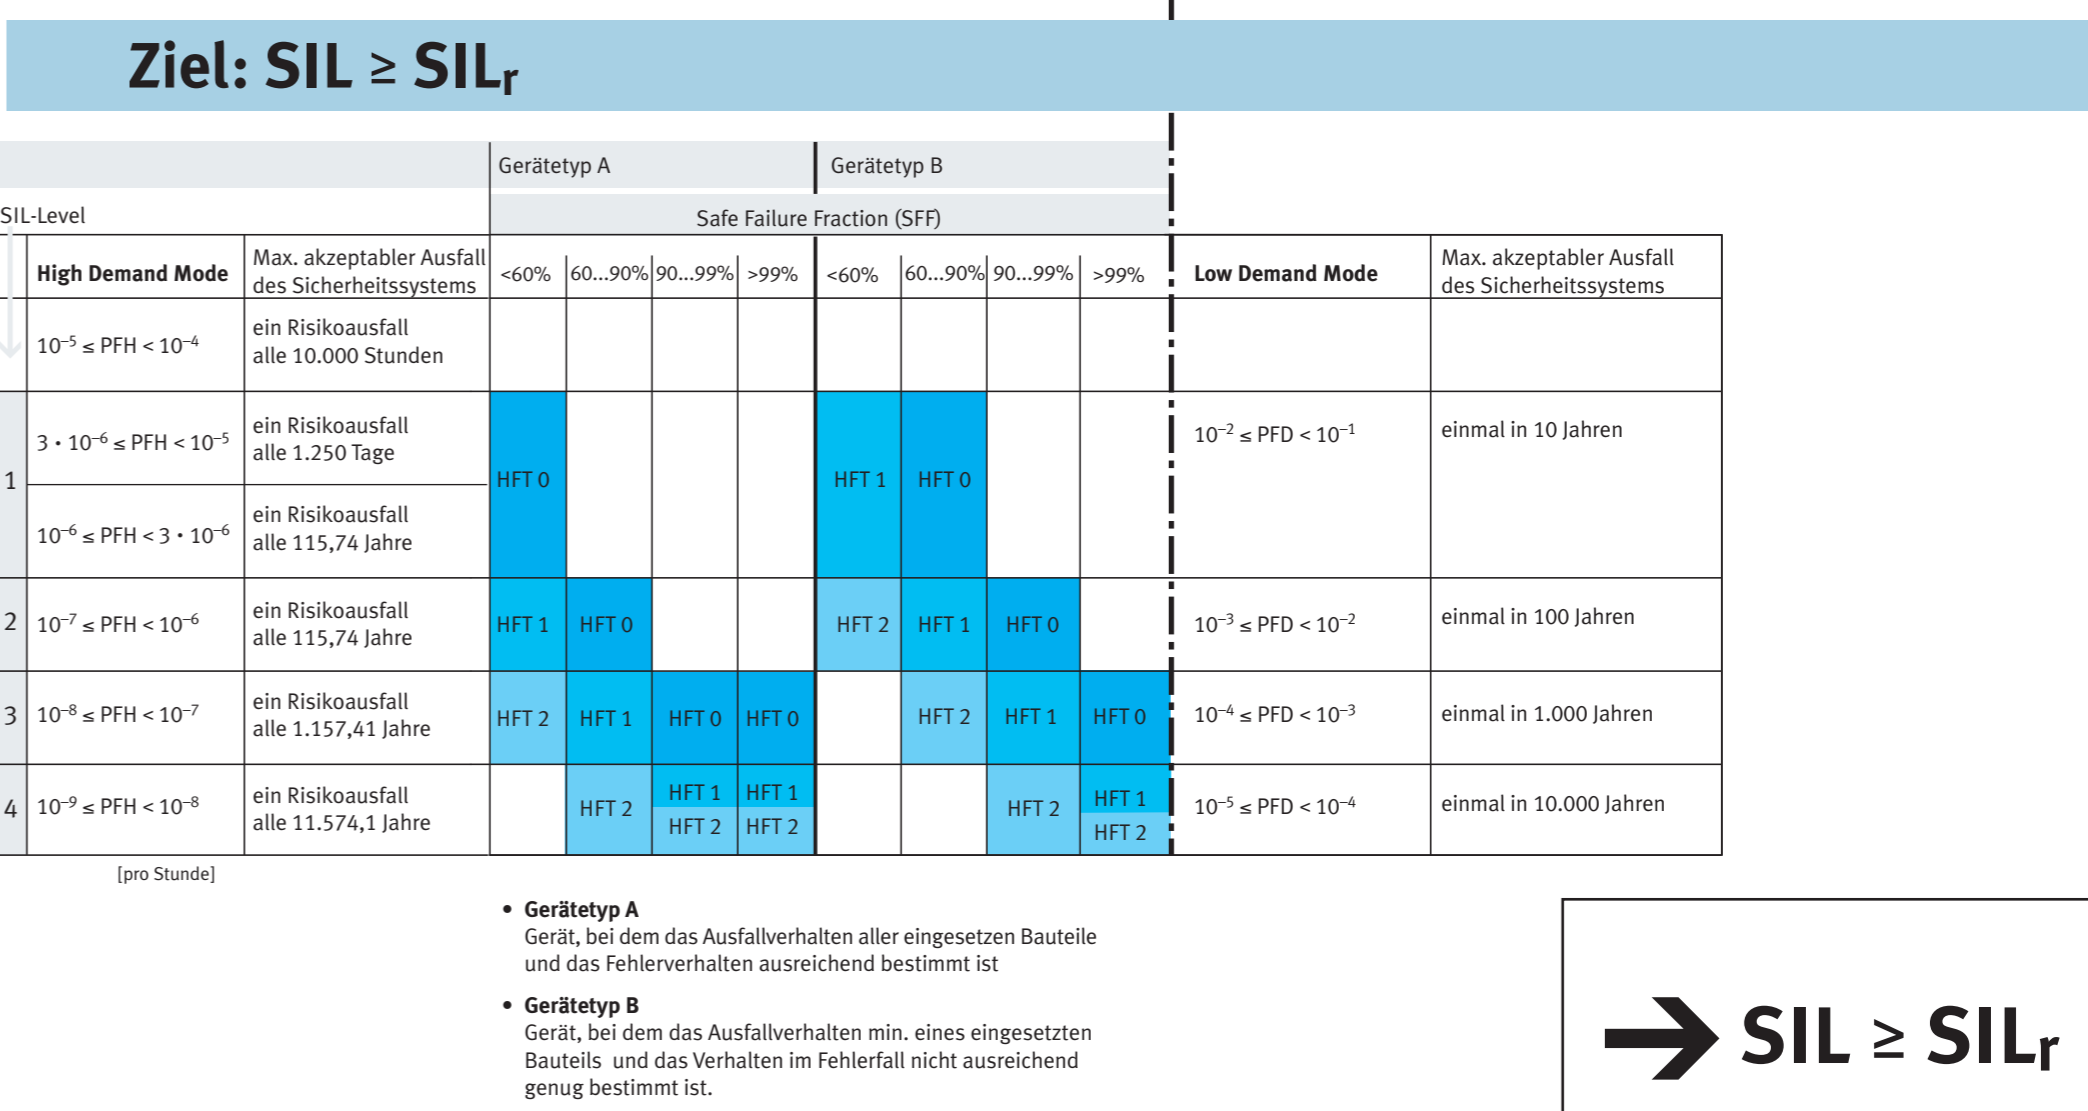 Ziel: SIL ≥ SILr
Gerätetyp A Gerätetyp B
SIL-Level Safe Failure Fraction (SFF)
High Demand Mode Max. akzeptabler Ausfall des Sicherheitssystems <60% 60...90% 90...99% >99% <60% 60...90% 90...99% >99% Low Demand Mode Max. akzeptabler Ausfall des Sicherheitssystems
10⁻⁵ ≤ PFH < 10⁻⁴ ein Risikoausfall alle 10.000 Stunden
1 3 • 10⁻⁶ ≤ PFH < 10⁻⁵ ein Risikoausfall alle 1.250 Tage HFT 0 HFT 1 HFT 0 10⁻² ≤ PFD < 10⁻¹ einmal in 10 Jahren
10⁻⁶ ≤ PFH < 3 • 10⁻⁶ ein Risikoausfall alle 115,74 Jahre
2 10⁻⁷ ≤ PFH < 10⁻⁶ ein Risikoausfall alle 115,74 Jahre HFT 1 HFT 0 HFT 2 HFT 1 HFT 0 10⁻³ ≤ PFD < 10⁻² einmal in 100 Jahren
3 10⁻⁸ ≤ PFH < 10⁻⁷ ein Risikoausfall alle 1.157,41 Jahre HFT 2 HFT 1 HFT 0 HFT 0 HFT 2 HFT 1 HFT 0 10⁻⁴ ≤ PFD < 10⁻³ einmal in 1.000 Jahren
4 10⁻⁹ ≤ PFH < 10⁻⁸ ein Risikoausfall alle 11.574,1 Jahre HFT 2 HFT 1 HFT 2 HFT 1 HFT 2 HFT 2 HFT 1 HFT 2 10⁻⁵ ≤ PFD < 10⁻⁴ einmal in 10.000 Jahren
[pro Stunde]
• Gerätetyp A
Gerät, bei dem das Ausfallverhalten aller eingesetzen Bauteile
und das Fehlerverhalten ausreichend bestimmt ist
• Gerätetyp B
Gerät, bei dem das Ausfallverhalten min. eines eingesetzten
Bauteils und das Verhalten im Fehlerfall nicht ausreichend
genug bestimmt ist.
→ SIL ≥ SILr